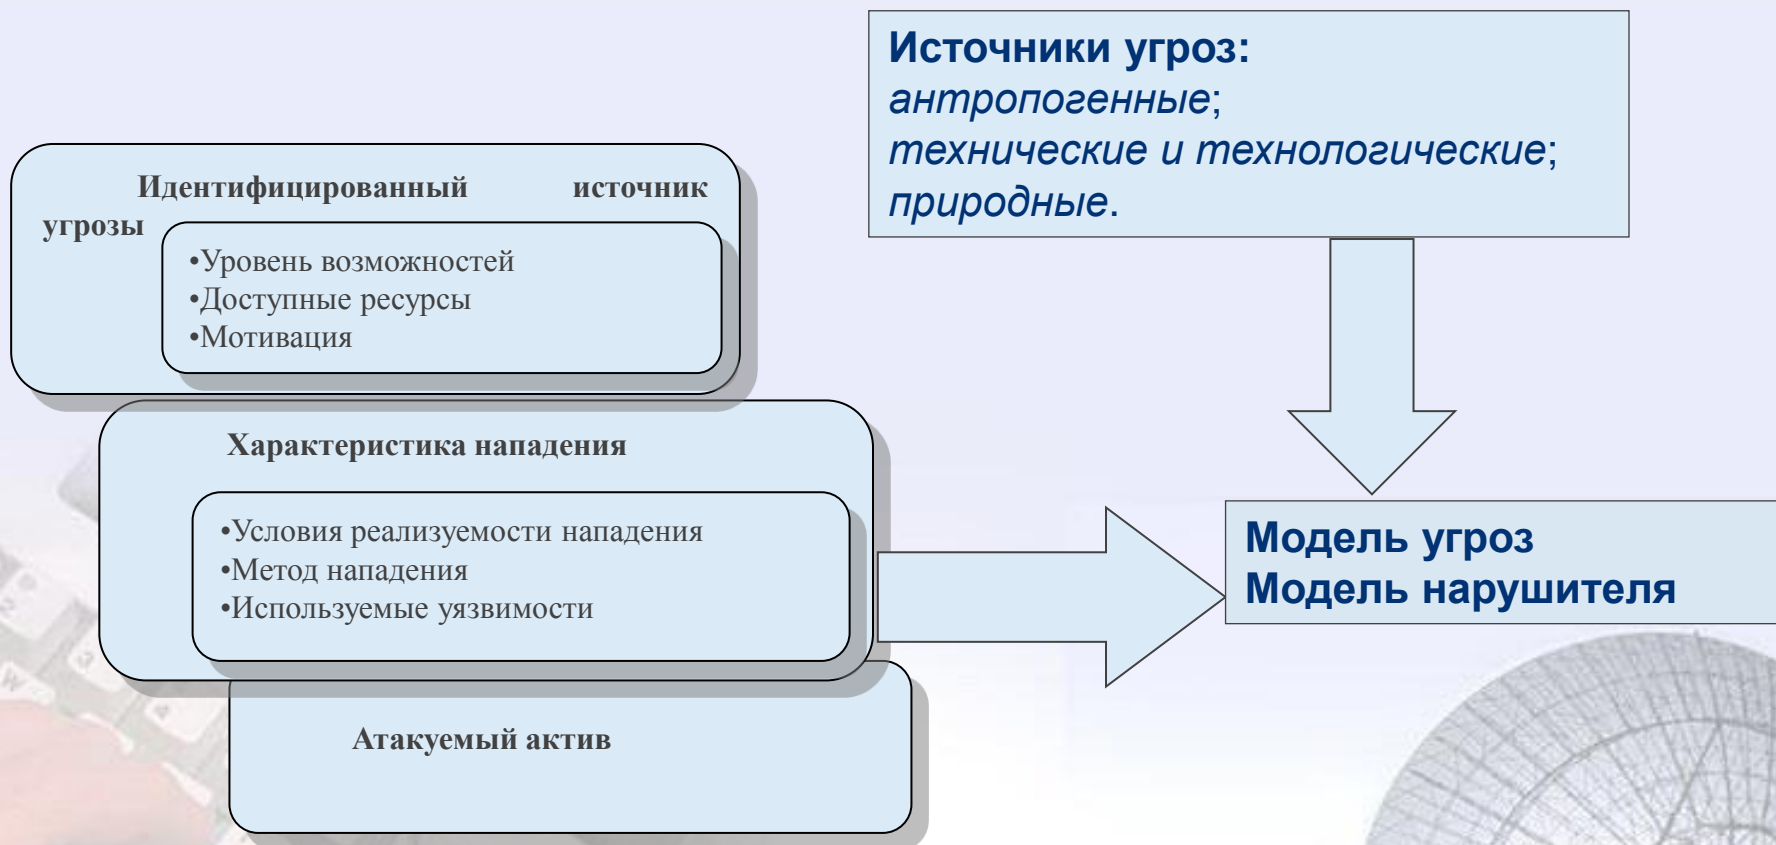 Источники угроз:
антропогенные;
технические и технологические;
природные.
Идентифицированный источник
угрозы
•Уровень возможностей
•Доступные ресурсы
•Мотивация
Характеристика нападения
•Условия реализуемости нападения
•Метод нападения
•Используемые уязвимости
Модель угроз
Модель нарушителя
Атакуемый актив